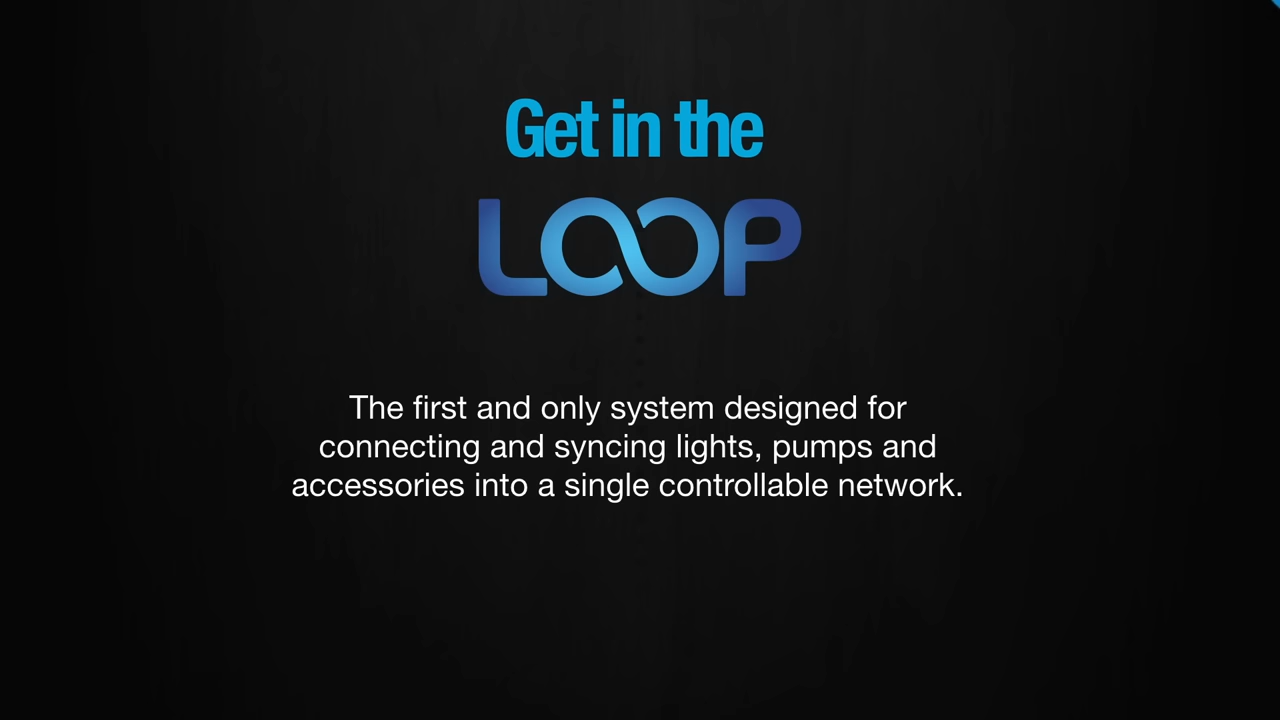 Get in the
LOOP
The first and only system designed for
connecting and syncing lights, pumps and
accessories into a single controllable network.